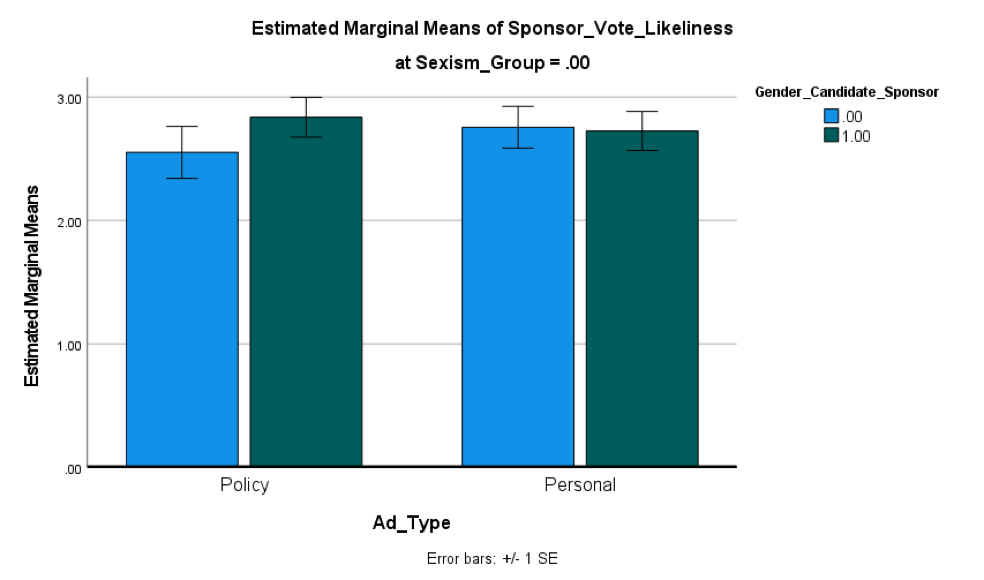 Estimated Marginal Means of Sponsor_Vote_Likeliness
at Sexism_Group = .00
Gender_Candidate_Sponsor
.00
1.00
Estimated Marginal Means
3.00
2.00
1.00
.00
Policy
Personal
Ad_Type
Error bars: +/- 1 SE